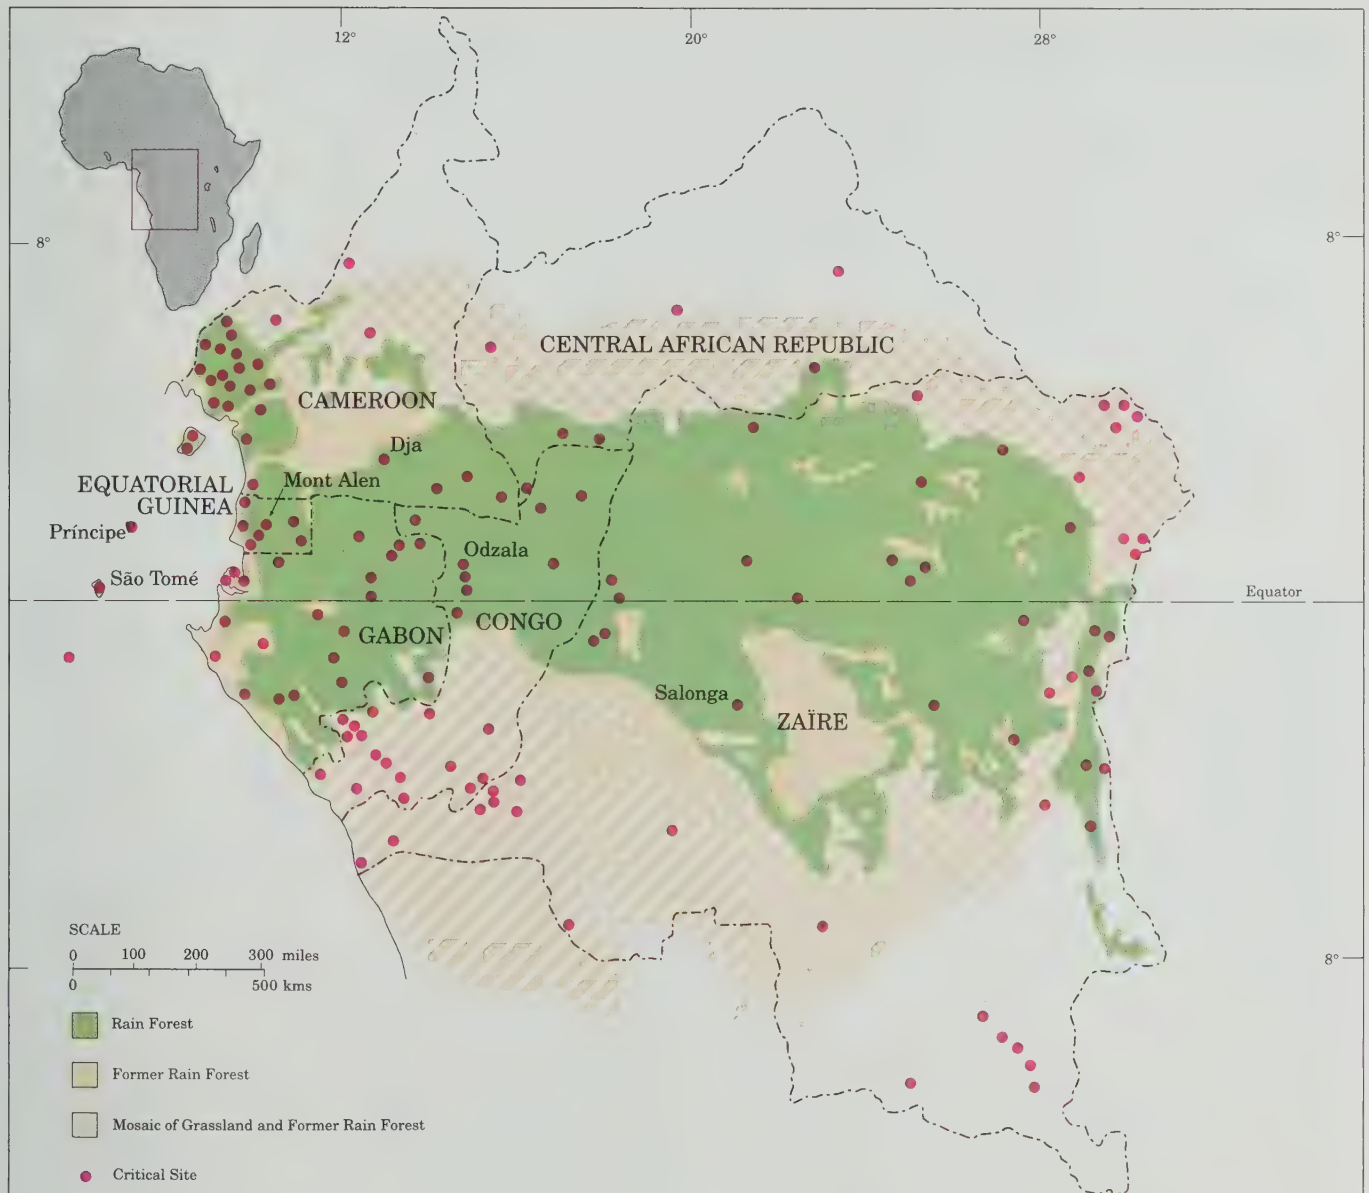 12°
20°
28°
8°
8°
CENTRAL AFRICAN REPUBLIC
CAMEROON
Dja
Mont Alen
EQUATORIAL
GUINEA
Príncipe
Odzala
São Tomé
Equator
CONGO
GABON
Salonga
ZAÏRE
SCALE
0 100 200 300 miles
0 500 kms
8°
Rain Forest
Former Rain Forest
Mosaic of Grassland and Former Rain Forest
Critical Site